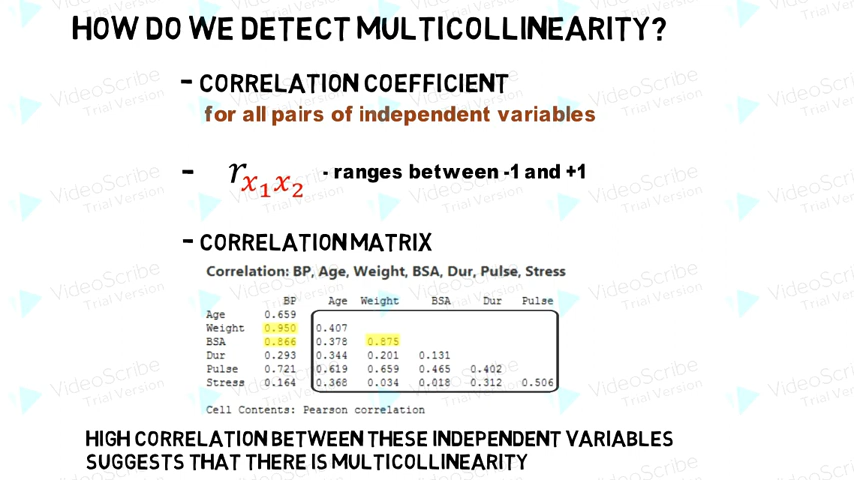 HOW DO WE DETECT MULTICOLLINEARITY?
- CORRELATION COEFFICIENT
for all pairs of independent variables
- r x1 x2 - ranges between -1 and +1
- CORRELATION MATRIX
Correlation: BP, Age, Weight, BSA, Dur, Pulse, Stress
BP Age Weight BSA Dur Pulse
Age 0.659
Weight 0.950 0.407
BSA 0.866 0.378 0.875
Dur 0.293 0.344 0.201 0.131
Pulse 0.721 0.619 0.659 0.465 0.402
Stress 0.164 0.368 0.034 0.018 0.312 0.506
Cell Contents: Pearson correlation
HIGH CORRELATION BETWEEN THESE INDEPENDENT VARIABLES
SUGGESTS THAT THERE IS MULTICOLLINEARITY
VideoScribe
Trial Version